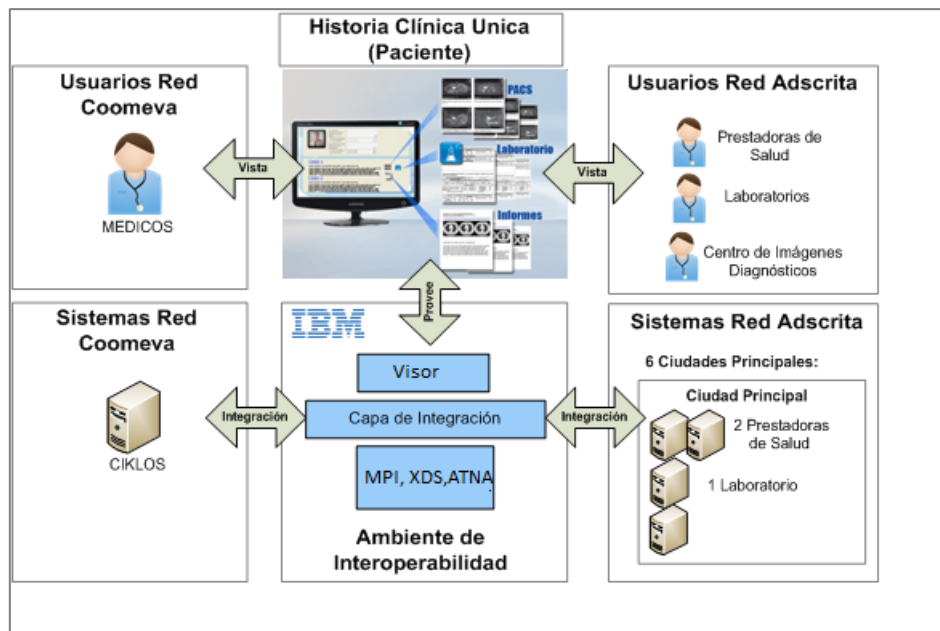 Historia Clínica Unica
(Paciente)
Usuarios Red
Coomeva
MEDICOS
Vista
PACS
Laboratorio
Informes
Vista
Usuarios Red Adscrita
Prestadoras de
Salud
Laboratorios
Centro de Imágenes
Diagnósticos
Provee
Sistemas Red
Coomeva
CIKLOS
Integración
IBM
Visor
Capa de Integración
MPI, XDS,ATNA
.
Ambiente de
Interoperabilidad
Integración
Sistemas Red Adscrita
6 Ciudades Principales:
Ciudad Principal
2 Prestadoras
de Salud
1 Laboratorio